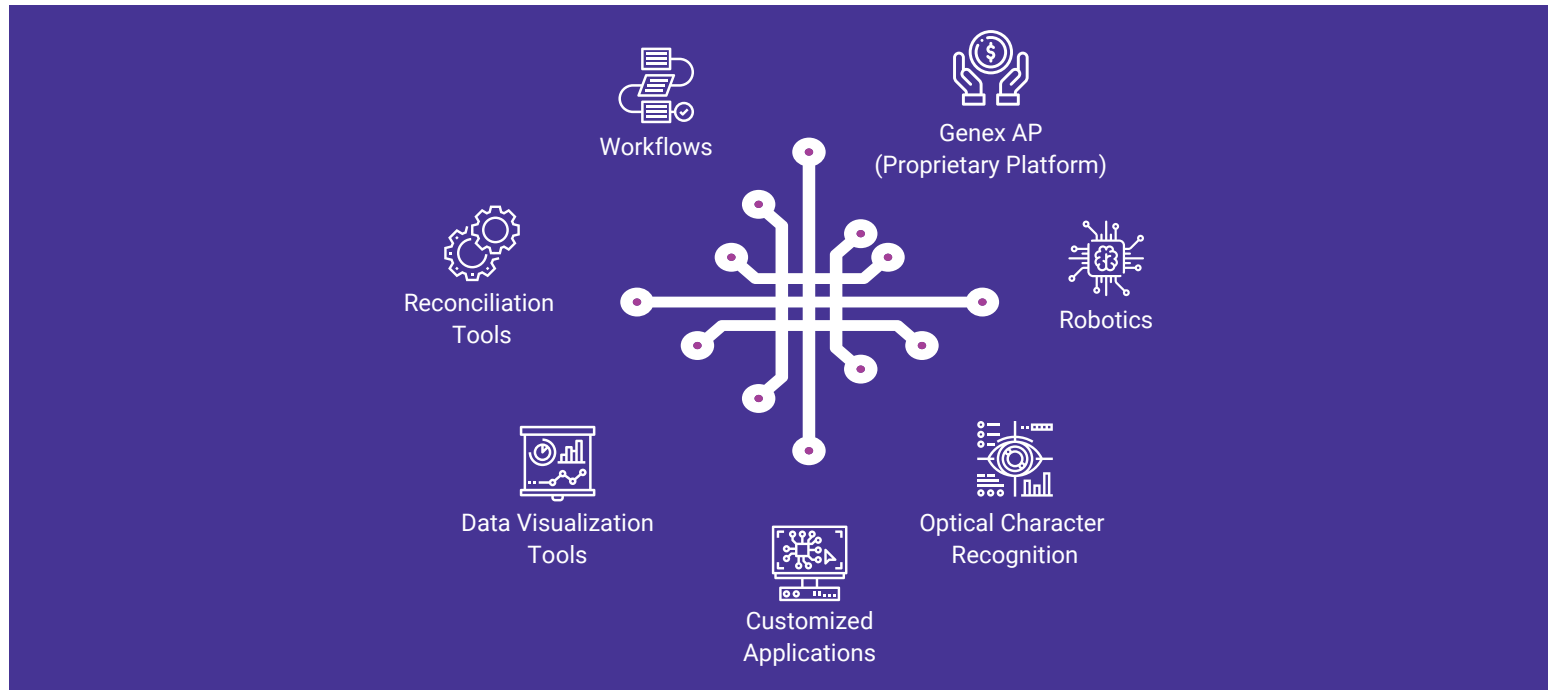 Workflows
Genex AP
(Proprietary Platform)
Reconciliation
Tools
Robotics
Data Visualization
Tools
Optical Character
Recognition
Customized
Applications